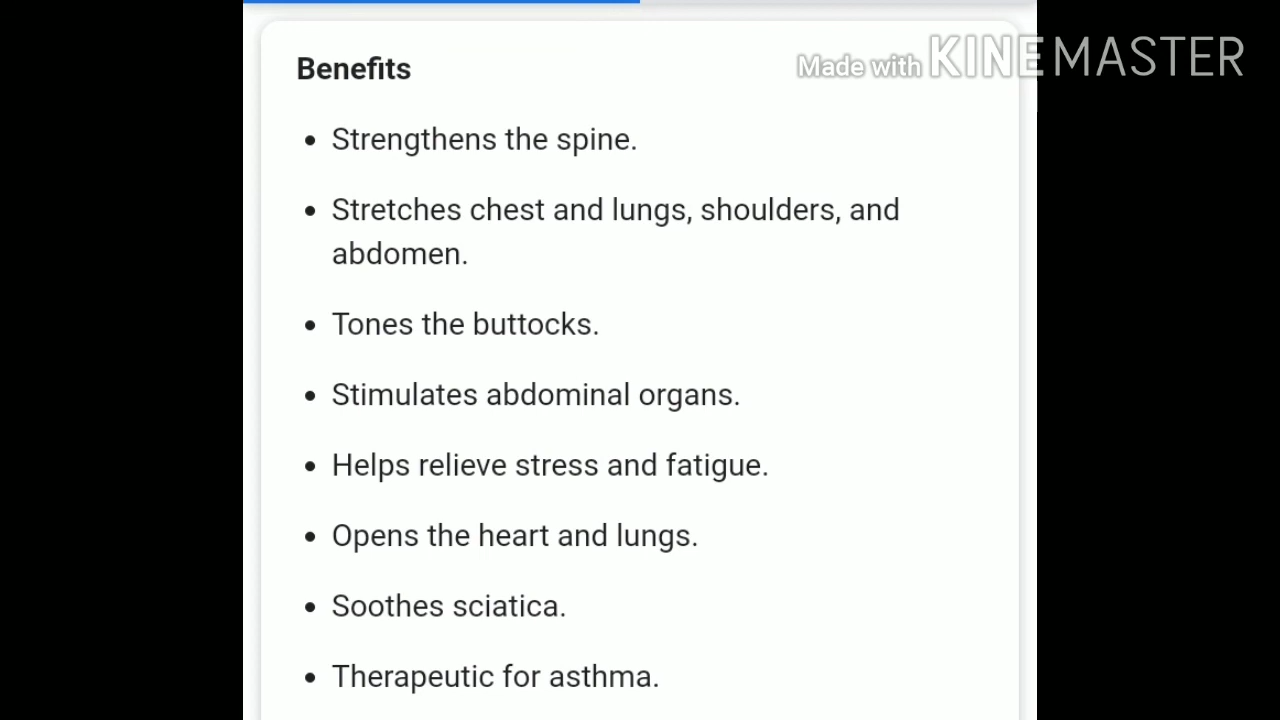 Made with KINEMASTER
Benefits
• Strengthens the spine.
• Stretches chest and lungs, shoulders, and
abdomen.
• Tones the buttocks.
• Stimulates abdominal organs.
• Helps relieve stress and fatigue.
• Opens the heart and lungs.
• Soothes sciatica.
• Therapeutic for asthma.